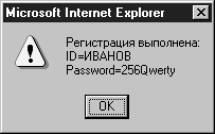 Microsoft Internet Explorer
Регистрация выполнена:
ID=ИВАНОВ
Password=256Qwerty
OK